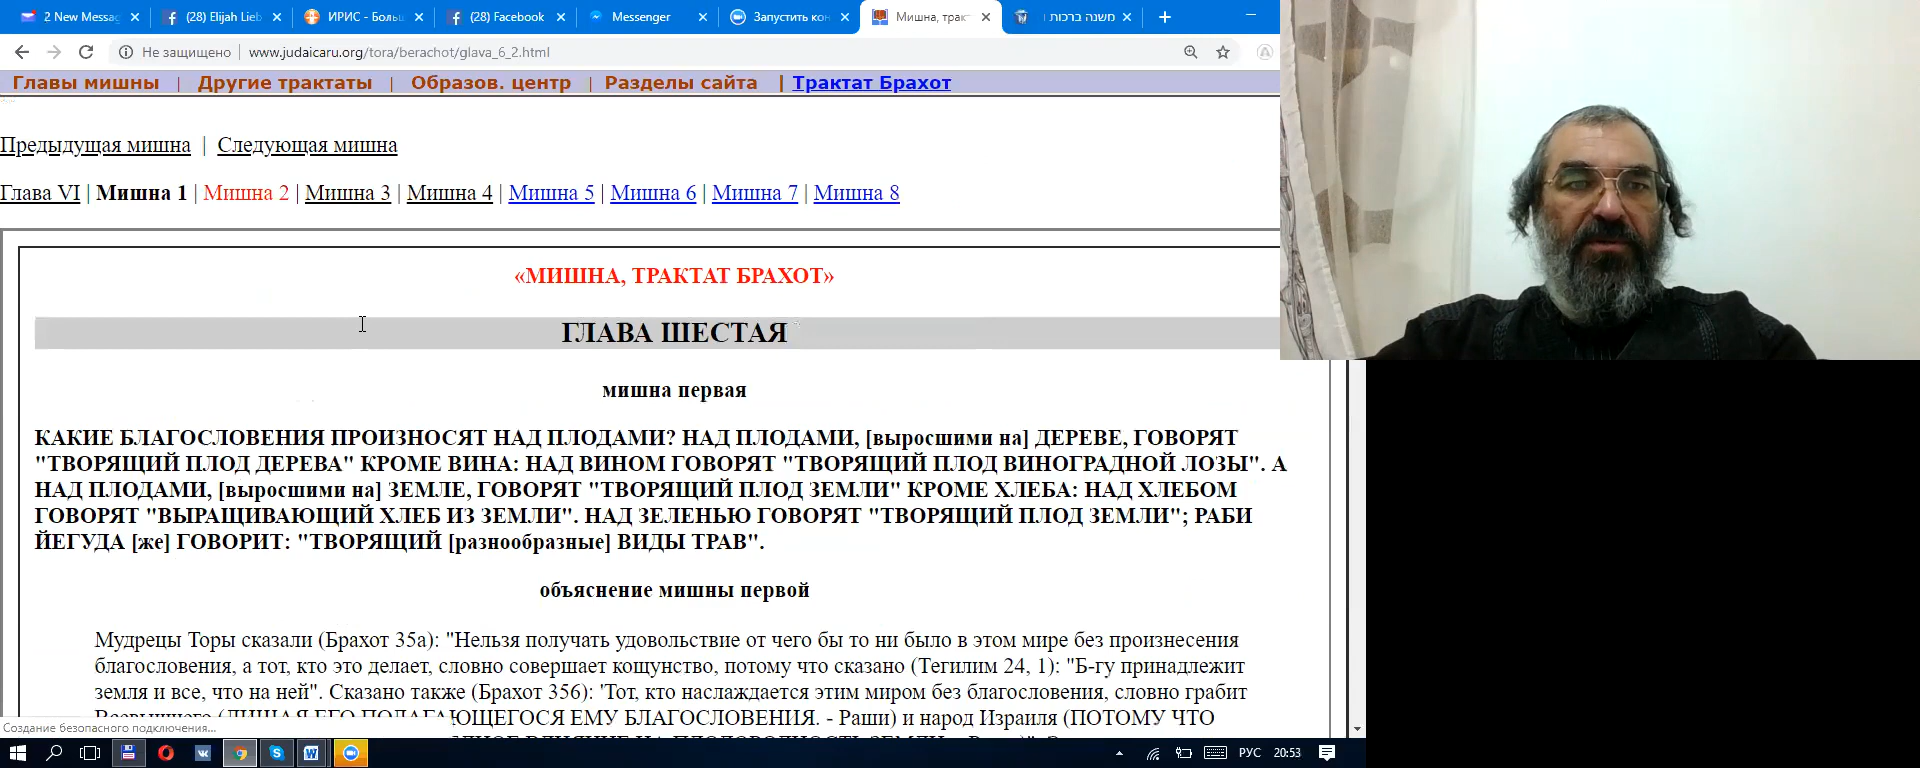 2 New Messag
(28) Elijah Lieb
ИРИС - Больш
(28) Facebook
Messenger
Запустить кон
Мишна, тракт
משנה ברכות ו
Не защищено
www.judaicaru.org/tora/berachot/glava_6_2.html
Главы мишны | Другие трактаты | Образов. центр | Разделы сайта | Трактат Брахот
Предыдущая мишна | Следующая мишна
Глава VI | Мишна 1 | Мишна 2 | Мишна 3 | Мишна 4 | Мишна 5 | Мишна 6 | Мишна 7 | Мишна 8
«МИШНА, ТРАКТАТ БРАХОТ»
ГЛАВА ШЕСТАЯ
мишна первая
КАКИЕ БЛАГОСЛОВЕНИЯ ПРОИЗНОСЯТ НАД ПЛОДАМИ? НАД ПЛОДАМИ, [выросшими на] ДЕРЕВЕ, ГОВОРЯТ
"ТВОРЯЩИЙ ПЛОД ДЕРЕВА" КРОМЕ ВИНА: НАД ВИНОМ ГОВОРЯТ "ТВОРЯЩИЙ ПЛОД ВИНОГРАДНОЙ ЛОЗЫ". А
НАД ПЛОДАМИ, [выросшими на] ЗЕМЛЕ, ГОВОРЯТ "ТВОРЯЩИЙ ПЛОД ЗЕМЛИ" КРОМЕ ХЛЕБА: НАД ХЛЕБОМ
ГОВОРЯТ "ВЫРАЩИВАЮЩИЙ ХЛЕБ ИЗ ЗЕМЛИ". НАД ЗЕЛЕНЬЮ ГОВОРЯТ "ТВОРЯЩИЙ ПЛОД ЗЕМЛИ"; РАБИ
ЙЕГУДА [же] ГОВОРИТ: "ТВОРЯЩИЙ [разнообразные] ВИДЫ ТРАВ".
объяснение мишны первой
Мудрецы Торы сказали (Брахот 35а): "Нельзя получать удовольствие от чего бы то ни было в этом мире без произнесения
благословения, а тот, кто это делает, словно совершает кощунство, потому что сказано (Тегилим 24, 1): "Б-гу принадлежит
земля и все, что на ней". Сказано также (Брахот 356): 'Тот, кто наслаждается этим миром без благословения, словно грабит
Всевышнего (ЛИШАЯ ЕГО ПОЛАГАЮЩЕГОСЯ ЕМУ БЛАГОСЛОВЕНИЯ. - Раши) и народ Израиля (ПОТОМУ ЧТО
Создание безопасного подключения...
РУС
20:53